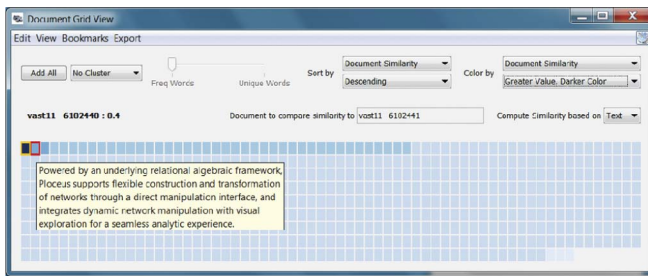 Document Grid View
Edit View Bookmarks Export
Add All
No Cluster
Freq Words
Unique Words
Sort by
Document Similarity
Descending
Color by
Document Similarity
Greater Value, Darker Color
vast11 6102440 : 0.4
Document to compare similarity to vast11 6102441
Compute Similarity based on Text
Powered by an underlying relational algebraic framework,
Ploceus supports flexible construction and transformation
of networks through a direct manipulation interface, and
integrates dynamic network manipulation with visual
exploration for a seamless analytic experience.